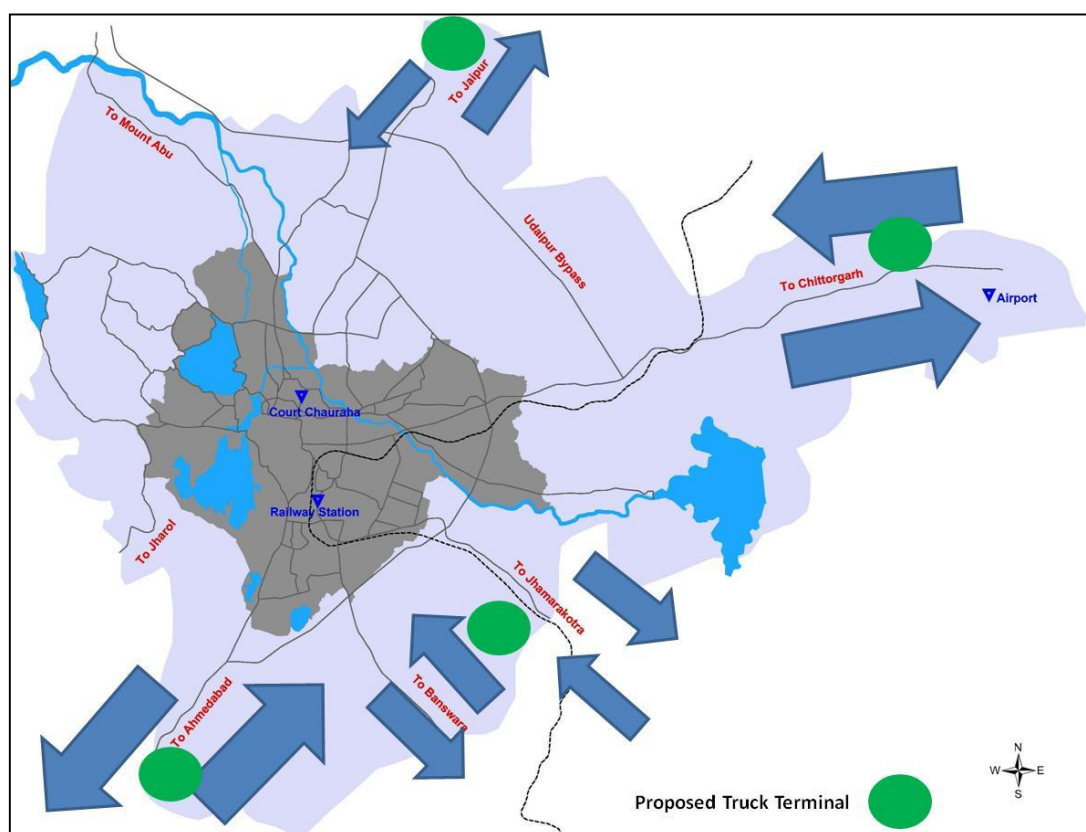 To Jaipur
To Mount Abu
Udaipur Bypass
To Chittorgarh
Airport
Court Chauraha
Railway Station
To Jharol
To Jhamarakotra
To Banswara
To Ahmedabad
N
W E
S
Proposed Truck Terminal